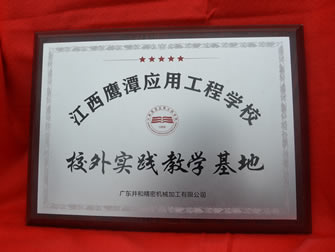 江西鹰潭应用工程学校
校外实践教学基地
广东井和精密机械加工有限公司